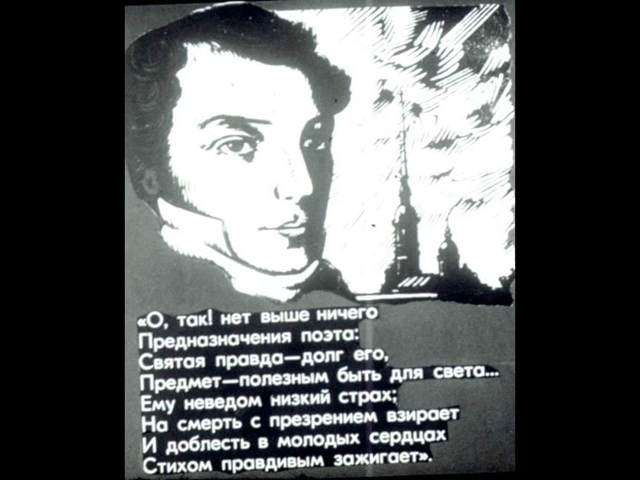 «О, так! нет выше ничего
Предназначения поэта:
Святая правда—долг его,
Предмет—полезным быть для света...
Ему неведом низкий страх;
На смерть с презрением взирает
И доблесть в молодых сердцах
Стихом правдивым зажигает».